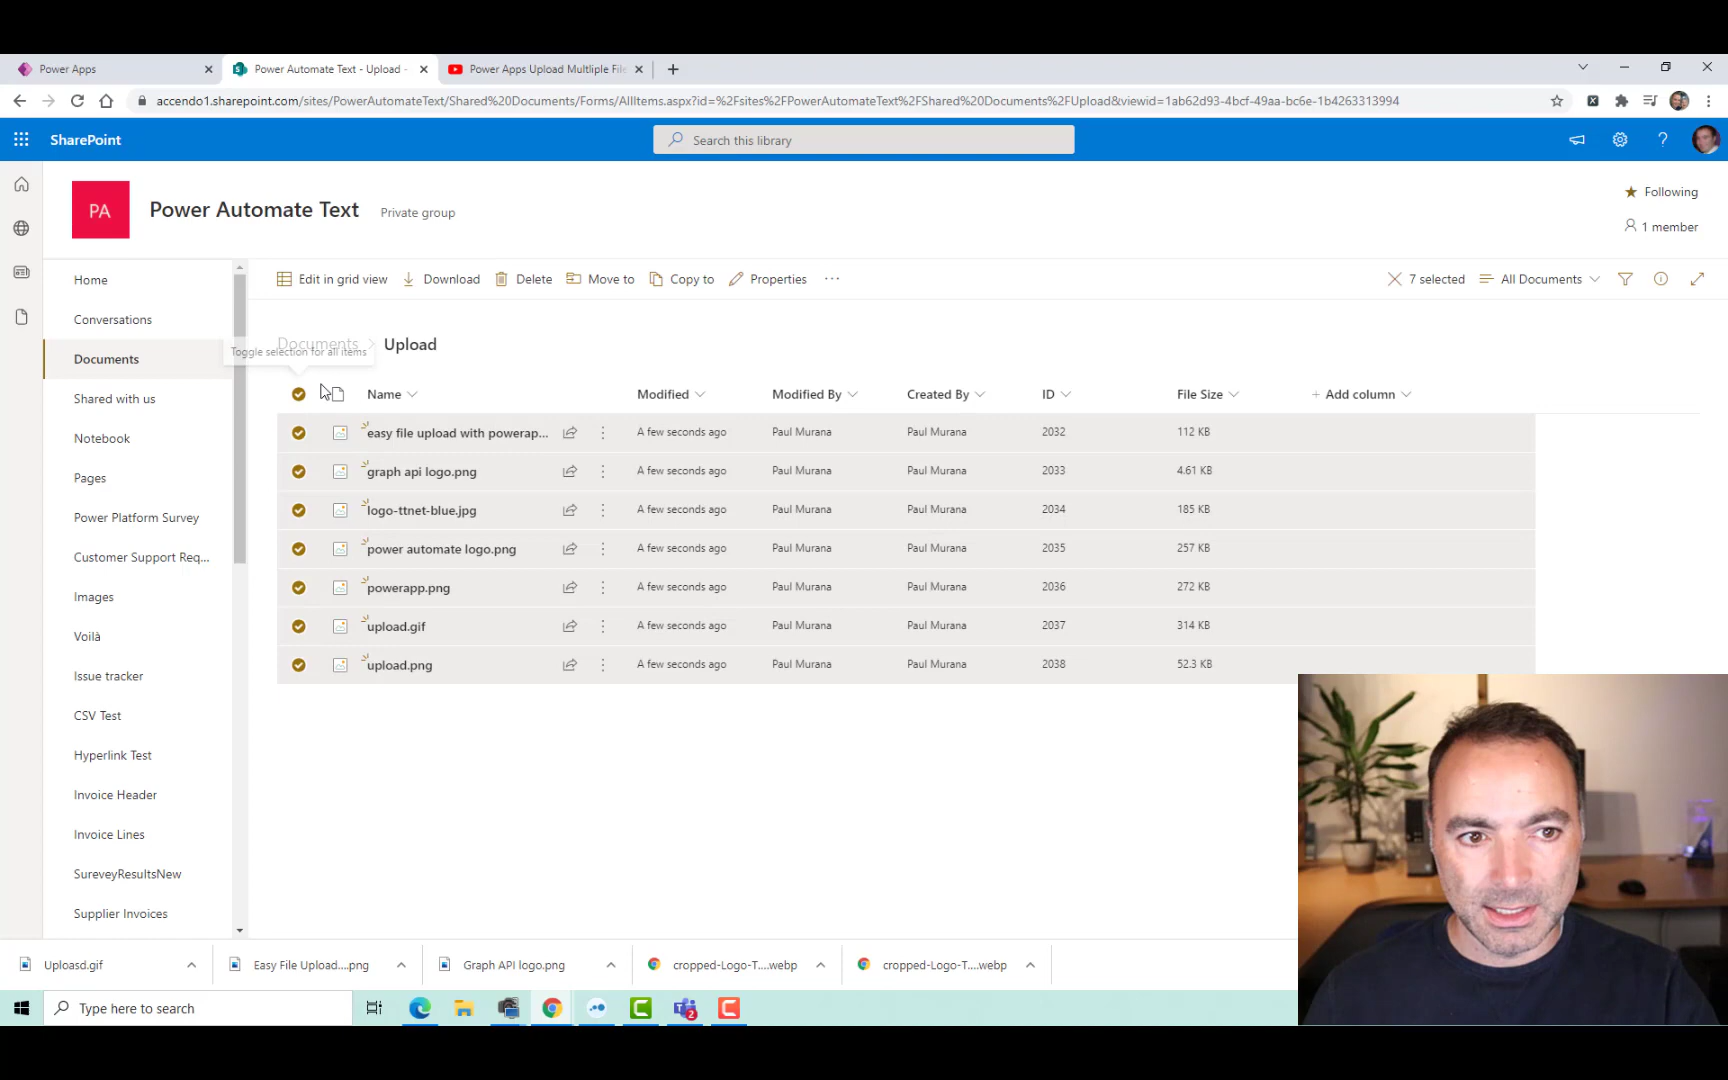 Power Apps
Power Automate Text - Upload -
Power Apps Upload Multiple File
accendo1.sharepoint.com/sites/PowerAutomateText/Shared%20Documents/Forms/AllItems.aspx?id=%2Fsites%2FPowerAutomateText%2FShared%20Documents%2FUpload&viewid=1ab62d93-4bcf-49aa-bc6e-1b4263313994
SharePoint
Search this library
PA
Power Automate Text
Private group
Following
1 member
Home
Conversations
Documents
Shared with us
Notebook
Pages
Power Platform Survey
Customer Support Req...
Images
Voilà
Issue tracker
CSV Test
Hyperlink Test
Invoice Header
Invoice Lines
SureveyResultsNew
Supplier Invoices
Edit in grid view Download Delete Move to Copy to Properties ···
7 selected All Documents
Documents > Upload
Toggle selection for all items
Name Modified Modified By Created By ID File Size + Add column
easy file upload with powerap... A few seconds ago Paul Murana Paul Murana 2032 112 KB
graph api logo.png A few seconds ago Paul Murana Paul Murana 2033 4.61 KB
logo-ttnet-blue.jpg A few seconds ago Paul Murana Paul Murana 2034 185 KB
power automate logo.png A few seconds ago Paul Murana Paul Murana 2035 257 KB
powerapp.png A few seconds ago Paul Murana Paul Murana 2036 272 KB
upload.gif A few seconds ago Paul Murana Paul Murana 2037 314 KB
upload.png A few seconds ago Paul Murana Paul Murana 2038 52.3 KB
Uploasd.gif
Easy File Upload....png
Graph API logo.png
cropped-Logo-T....webp
cropped-Logo-T....webp
Type here to search
2